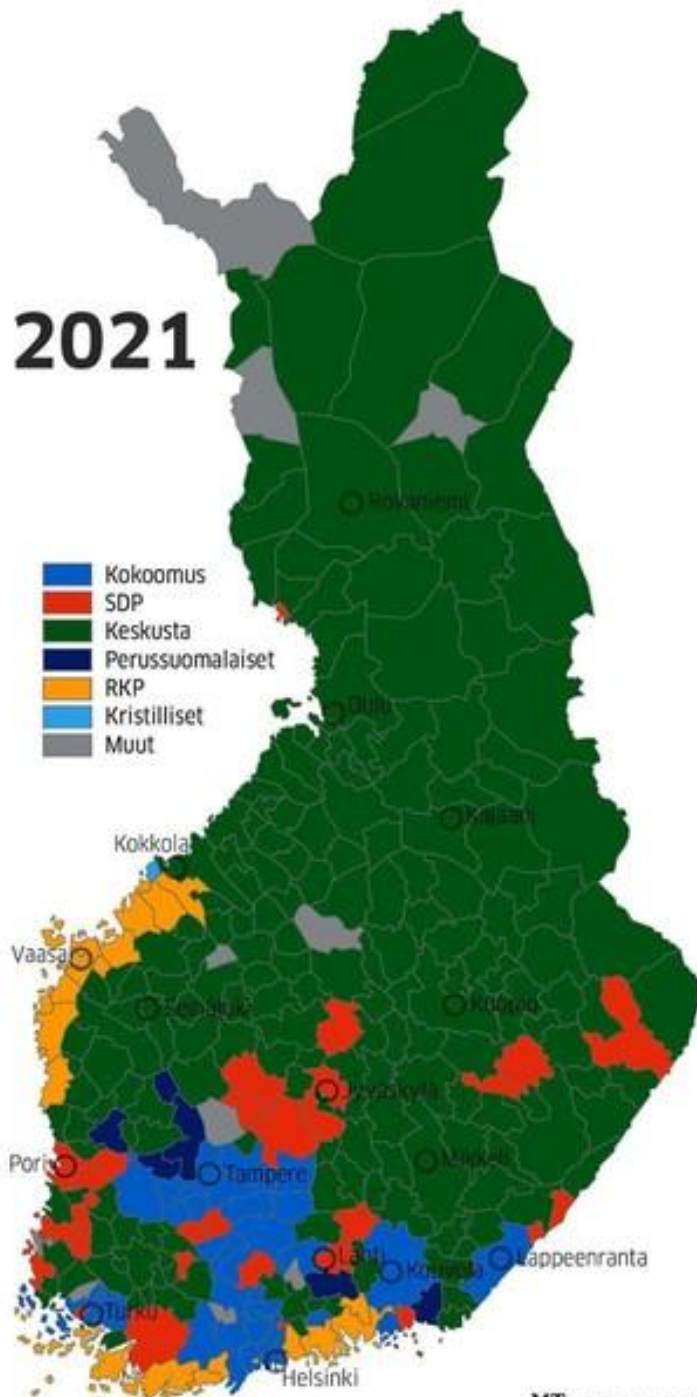 2021
Kokoomus
SDP
Keskusta
Perussuomalaiset
RKP
Kristilliset
Muut
Rovaniemi
Oulu
Kajaani
Kokkola
Vaasa
Seinäjoki
Kuopio
Jyväskylä
Pori
Tampere
Mikkeli
Lahti
Kouvola
Lappeenranta
Turku
Helsinki